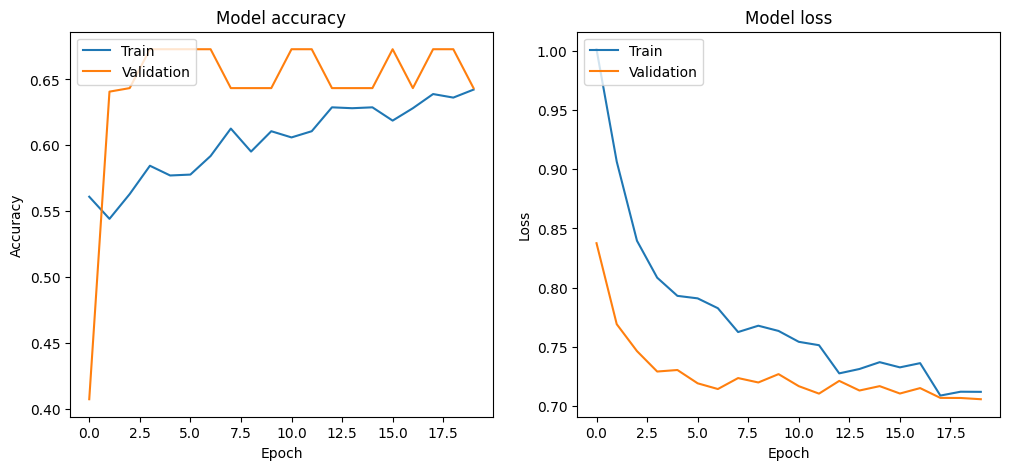 Model accuracy
Train
Validation
0.65
0.60
0.55
0.50
0.45
0.40
Accuracy
0.0 2.5 5.0 7.5 10.0 12.5 15.0 17.5
Epoch
Model loss
Train
Validation
1.00
0.95
0.90
0.85
0.80
0.75
0.70
Loss
0.0 2.5 5.0 7.5 10.0 12.5 15.0 17.5
Epoch